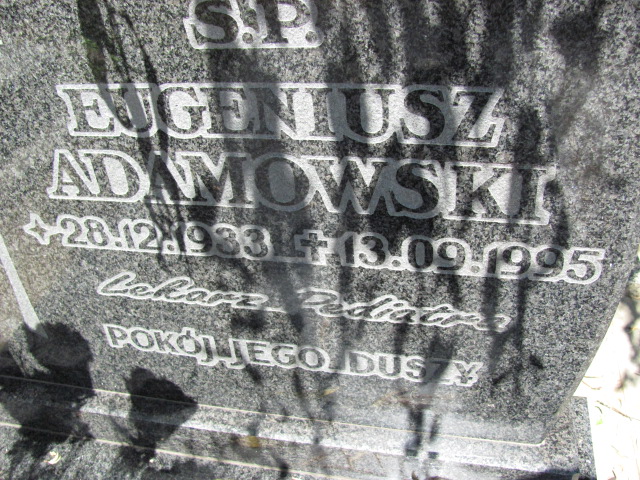 Ś.P.
EUGENIUSZ
ADAMOWSKI
28.12.1933 13.09.1995
Lekarz Pediatra
POKÓJ JEGO DUSZY